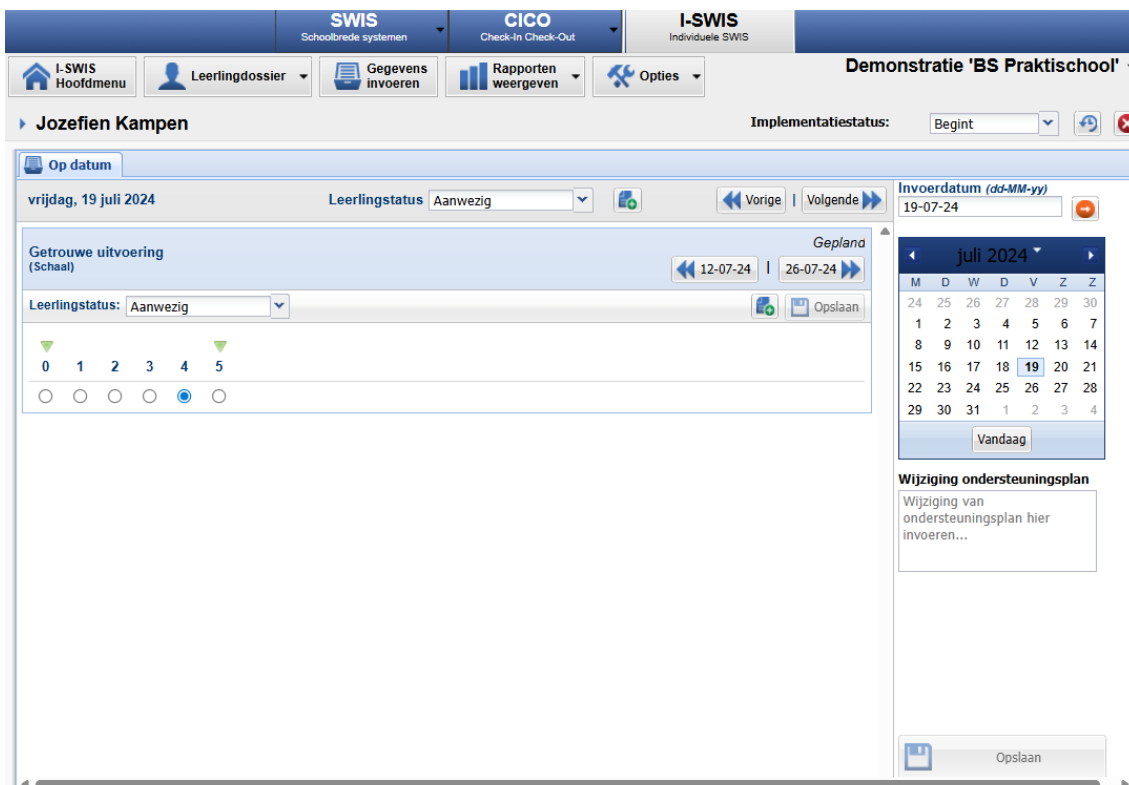 SWIS
Schoolbrede systemen
CICO
Check-In Check-Out
I-SWIS
Individuele SWIS
I-SWIS
Hoofdmenu
Leerlingdossier
Gegevens
invoeren
Rapporten
weergeven
Opties
Demonstratie 'BS Praktischool'
Jozefien Kampen
Implementatiestatus:
Begint
Op datum
vrijdag, 19 juli 2024
Leerlingstatus
Aanwezig
Vorige | Volgende
Invoerdatum (dd-MM-yy)
19-07-24
Getrouwe uitvoering
(Schaal)
Gepland
12-07-24 | 26-07-24
Leerlingstatus:
Aanwezig
Opslaan
0 1 2 3 4 5
juli 2024
M D W D V Z Z
24 25 26 27 28 29 30
1 2 3 4 5 6 7
8 9 10 11 12 13 14
15 16 17 18 19 20 21
22 23 24 25 26 27 28
29 30 31 1 2 3 4
Vandaag
Wijziging ondersteuningsplan
Wijziging van
ondersteuningsplan hier
invoeren...
Opslaan